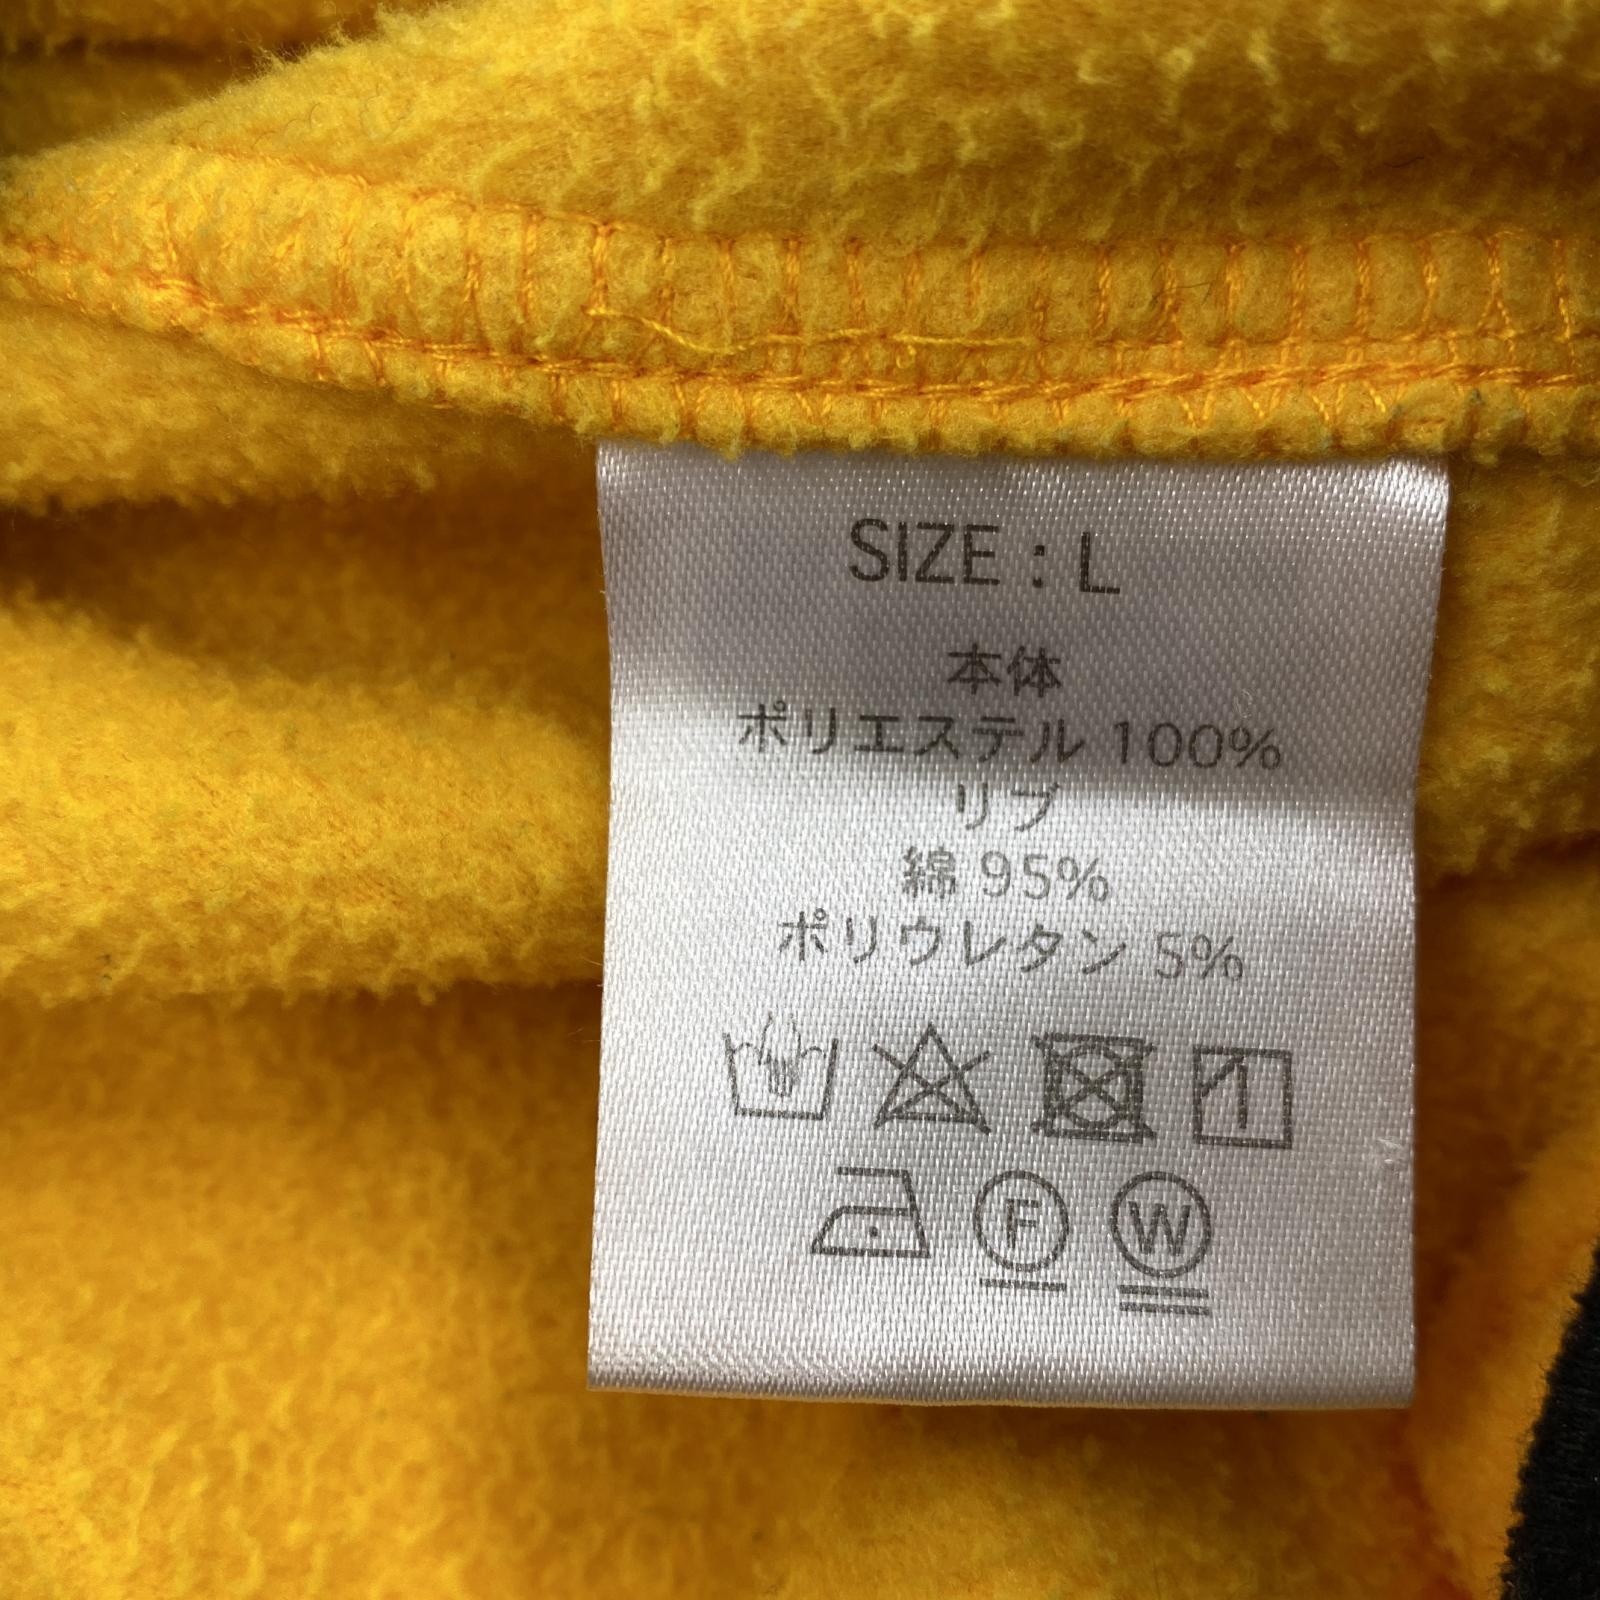 SIZE : L
本体
ポリエステル 100%
リブ
綿 95%
ポリウレタン 5%
F W